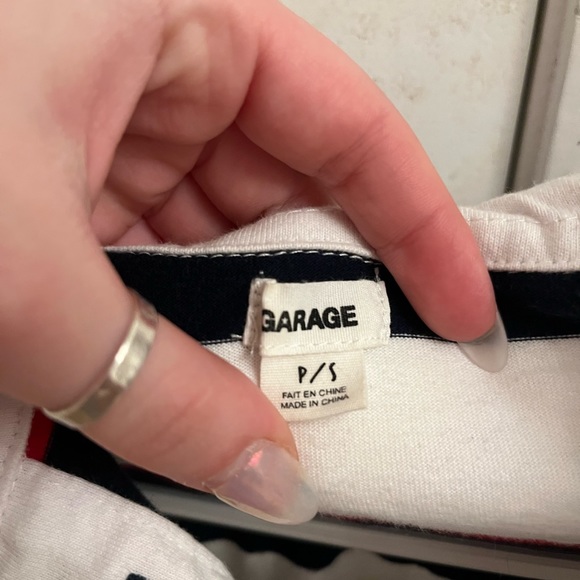 GARAGE
P/S
FAIT EN CHINE
MADE IN CHINA